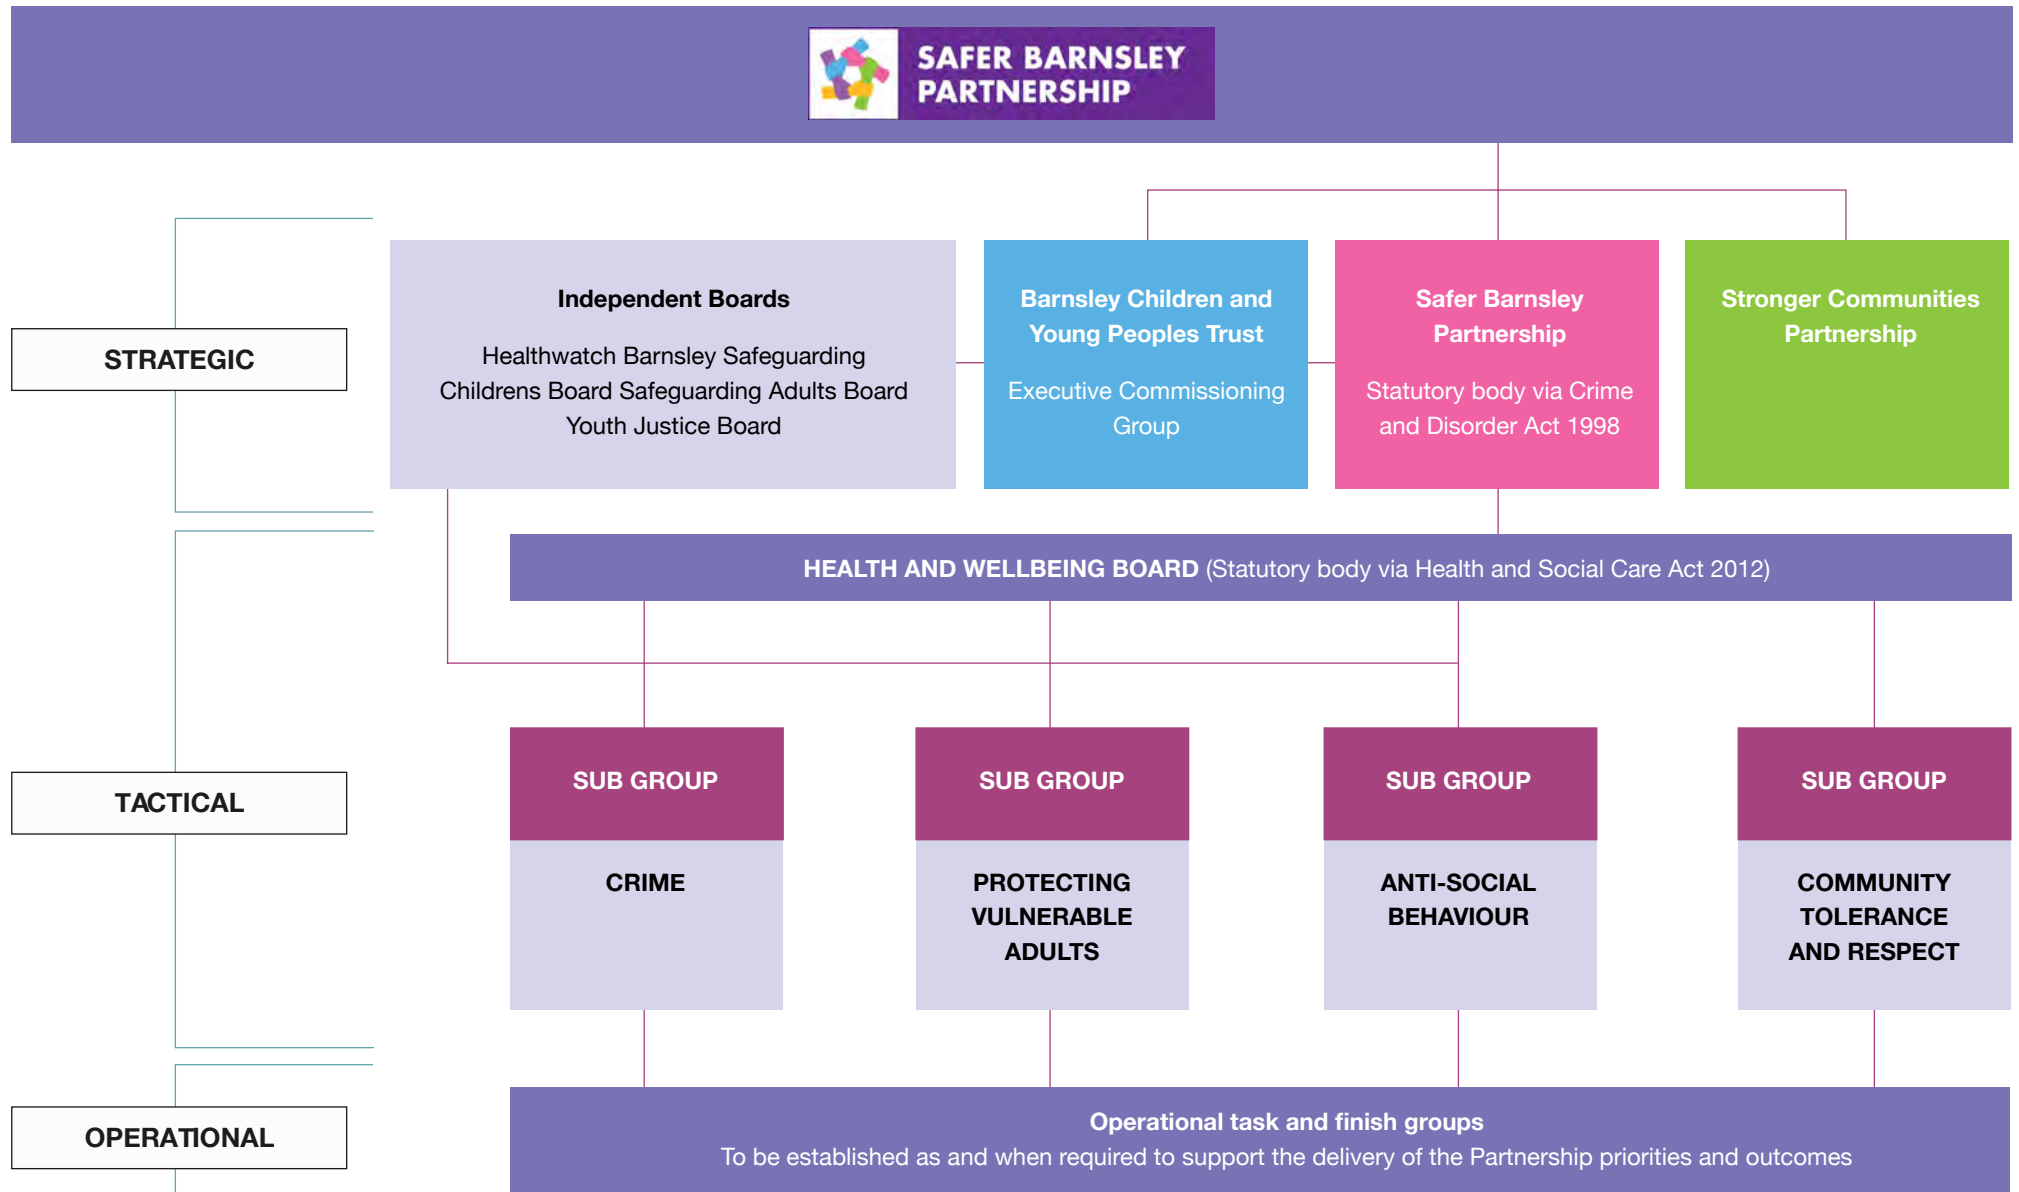 SAFER BARNSLEY
PARTNERSHIP
STRATEGIC
Independent Boards
Healthwatch Barnsley Safeguarding
Childrens Board Safeguarding Adults Board
Youth Justice Board
Barnsley Children and
Young Peoples Trust
Executive Commissioning
Group
Safer Barnsley
Partnership
Statutory body via Crime
and Disorder Act 1998
Stronger Communities
Partnership
HEALTH AND WELLBEING BOARD (Statutory body via Health and Social Care Act 2012)
TACTICAL
SUB GROUP
CRIME
SUB GROUP
PROTECTING
VULNERABLE
ADULTS
SUB GROUP
ANTI-SOCIAL
BEHAVIOUR
SUB GROUP
COMMUNITY
TOLERANCE
AND RESPECT
OPERATIONAL
Operational task and finish groups
To be established as and when required to support the delivery of the Partnership priorities and outcomes